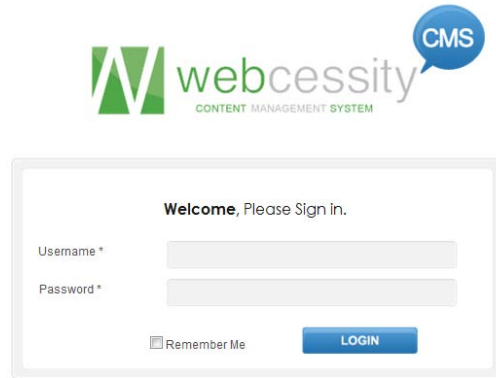 CMS
webcessity
CONTENT MANAGEMENT SYSTEM
Welcome, Please Sign in.
Username *
Password *
Remember Me
LOGIN